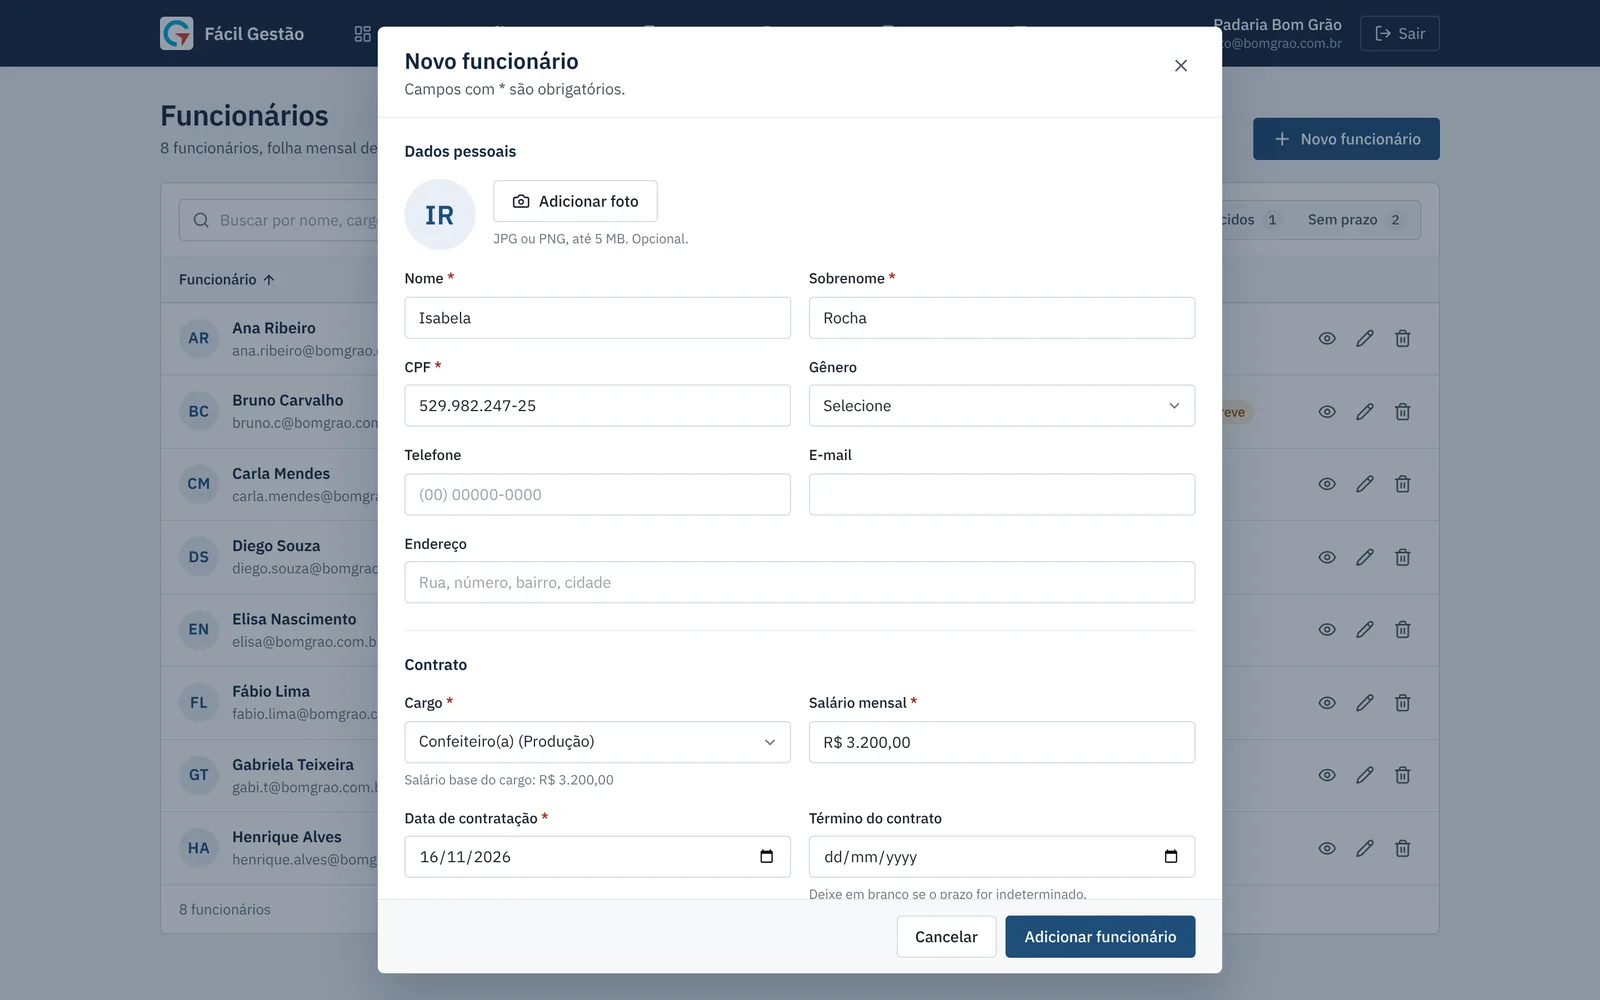 Fácil Gestão
Padaria Bom Grão
to@bomgrao.com.br
Sair
Funcionários
8 funcionários, folha mensal de
Novo funcionário
Buscar por nome, carg
cidos 1
Sem prazo 2
Funcionário
AR
Ana Ribeiro
ana.ribeiro@bomgrao.
BC
Bruno Carvalho
bruno.c@bomgrao.com
reve
CM
Carla Mendes
carla.mendes@bomgra
DS
Diego Souza
diego.souza@bomgrao
EN
Elisa Nascimento
elisa@bomgrao.com.b
FL
Fábio Lima
fabio.lima@bomgrao.c
GT
Gabriela Teixeira
gabi.t@bomgrao.com.b
HA
Henrique Alves
henrique.alves@bomg
8 funcionários
Novo funcionário
Campos com * são obrigatórios.
Dados pessoais
IR
Adicionar foto
JPG ou PNG, até 5 MB. Opcional.
Nome *
Sobrenome *
Isabela
Rocha
CPF *
Gênero
529.982.247-25
Selecione
Telefone
E-mail
(00) 00000-0000
Endereço
Rua, número, bairro, cidade
Contrato
Cargo *
Salário mensal *
Confeiteiro(a) (Produção)
R$ 3.200,00
Salário base do cargo: R$ 3.200,00
Data de contratação *
Término do contrato
16/11/2026
dd/mm/yyyy
Deixe em branco se o prazo for indeterminado.
Cancelar
Adicionar funcionário